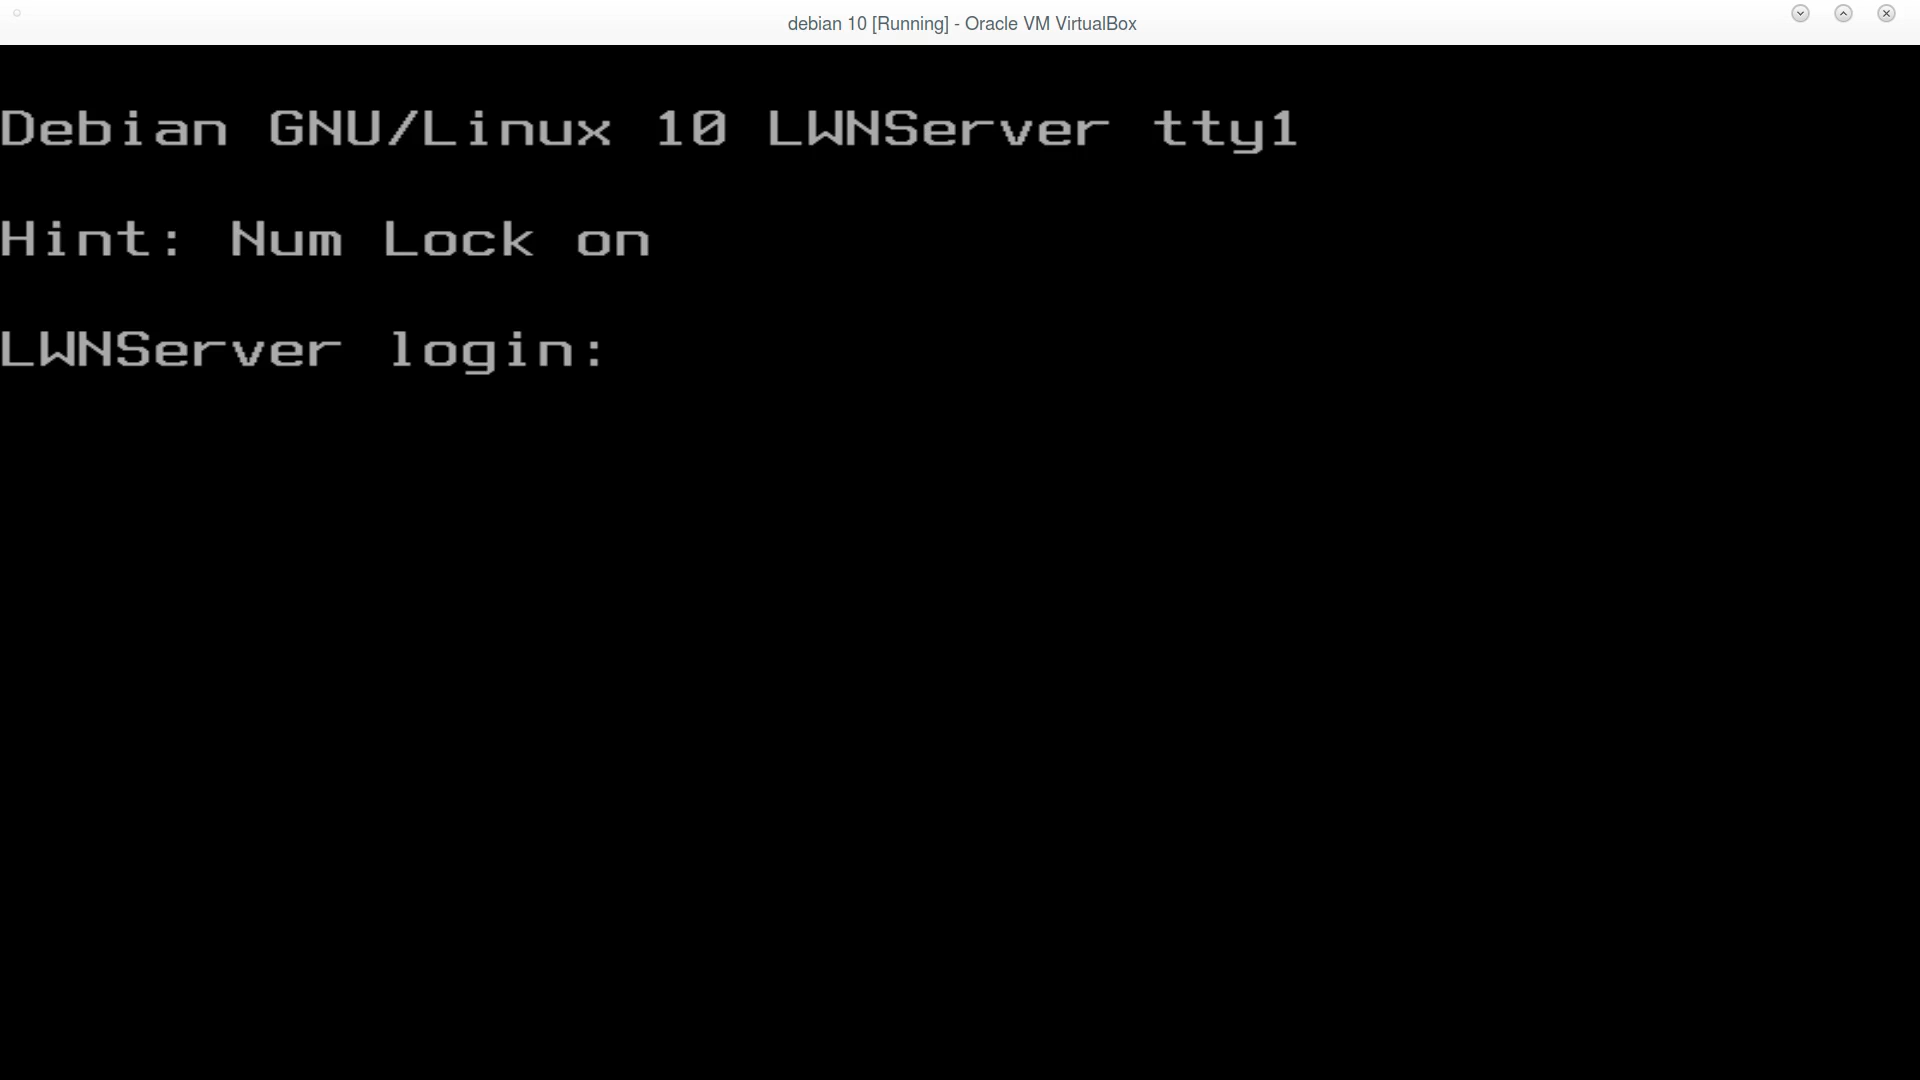 debian 10 [Running] - Oracle VM VirtualBox
Debian GNU/Linux 10 LWNServer tty1
Hint: Num Lock on
LWNServer login: